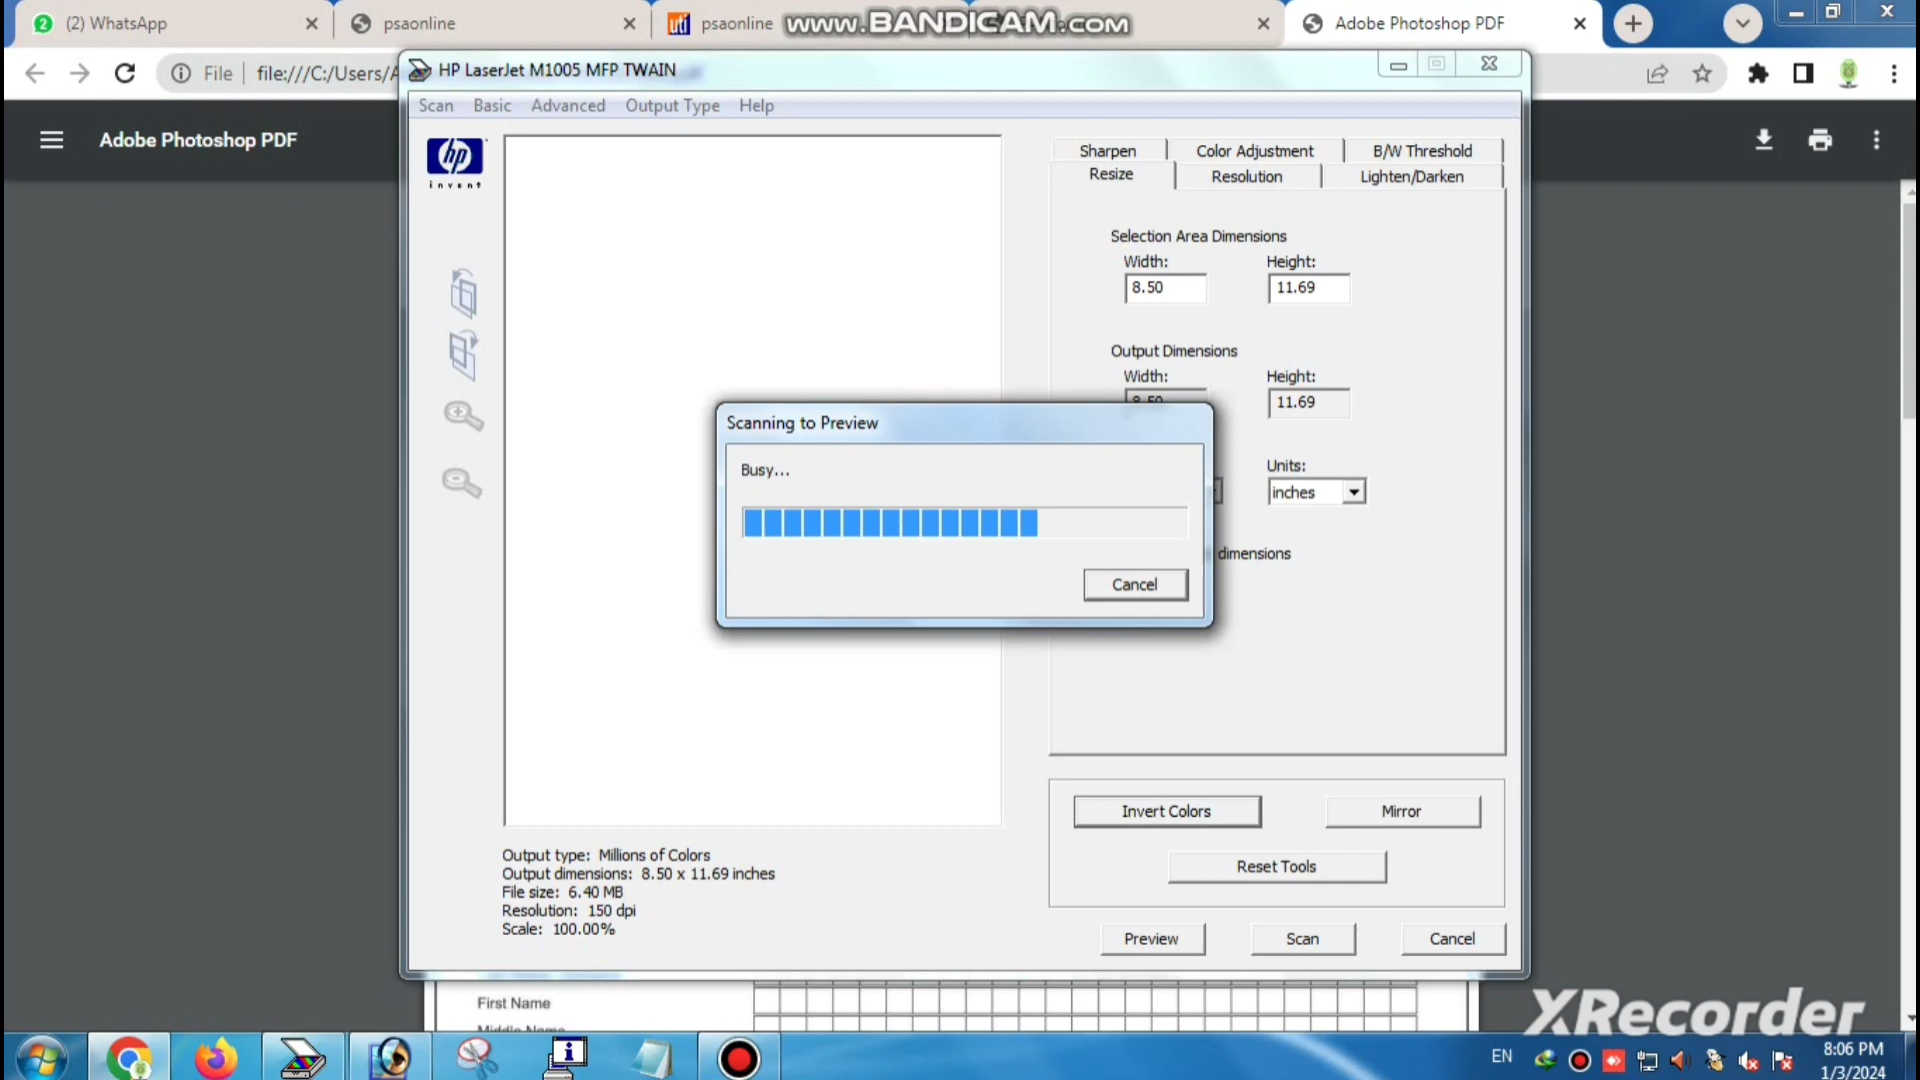 (2) WhatsApp
psaonline
psaonline
www.BANDICAM.com
Adobe Photoshop PDF
File
file:///C:/Users/A
HP LaserJet M1005 MFP TWAIN
Scan Basic Advanced Output Type Help
Adobe Photoshop PDF
hp
invent
Sharpen
Color Adjustment
B/W Threshold
Resize
Resolution
Lighten/Darken
Selection Area Dimensions
Width:
Height:
8.50
11.69
Output Dimensions
Width:
Height:
8.50
11.69
Scanning to Preview
Busy...
Cancel
Units:
inches
dimensions
Invert Colors
Mirror
Reset Tools
Output type: Millions of Colors
Output dimensions: 8.50 x 11.69 inches
File size: 6.40 MB
Resolution: 150 dpi
Scale: 100.00%
Preview
Scan
Cancel
First Name
Middle Name
XRecorder
EN
8:06 PM
1/3/2024